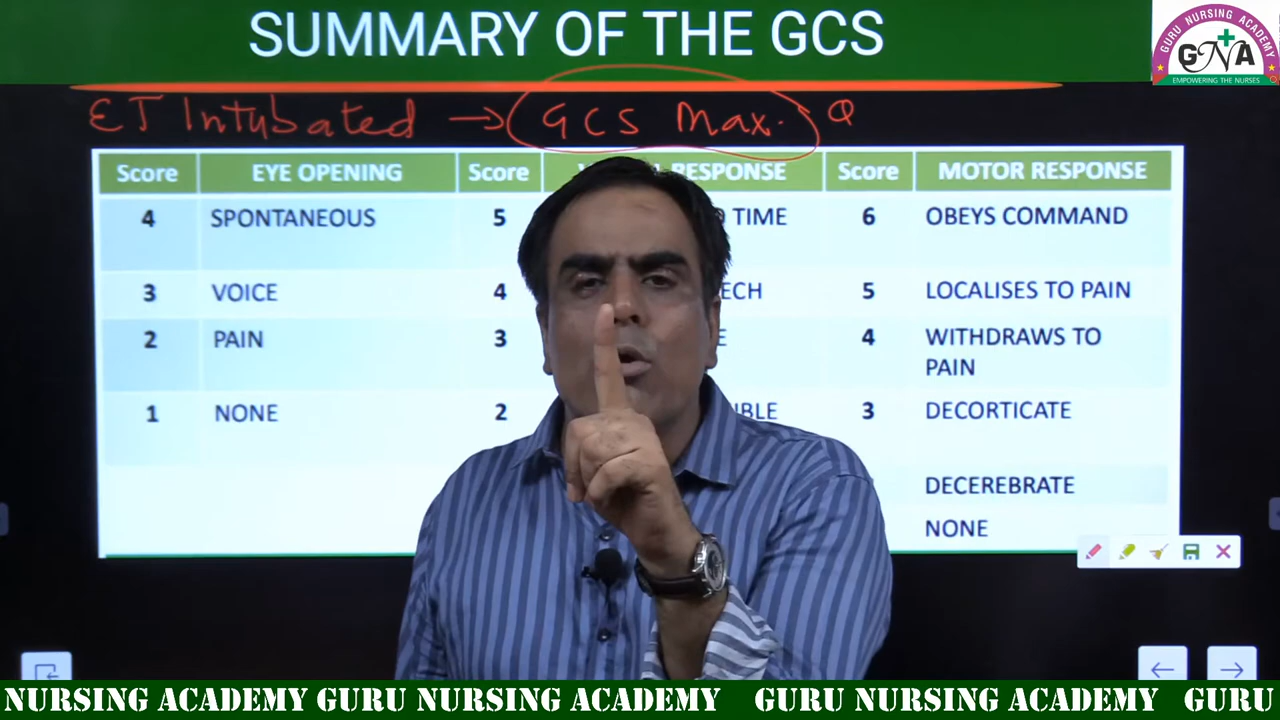 SUMMARY OF THE GCS
GURU NURSING ACADEMY
GNA
EMPOWERING THE NURSES
ET Intubated → GCS Max. Q
Score EYE OPENING Score RESPONSE Score MOTOR RESPONSE
4 SPONTANEOUS 5 TIME 6 OBEYS COMMAND
3 VOICE 4 5 LOCALISES TO PAIN
2 PAIN 3 4 WITHDRAWS TO
PAIN
1 NONE 2 3 DECORTICATE
DECEREBRATE
NONE
NURSING ACADEMY GURU NURSING ACADEMY GURU NURSING ACADEMY GURU